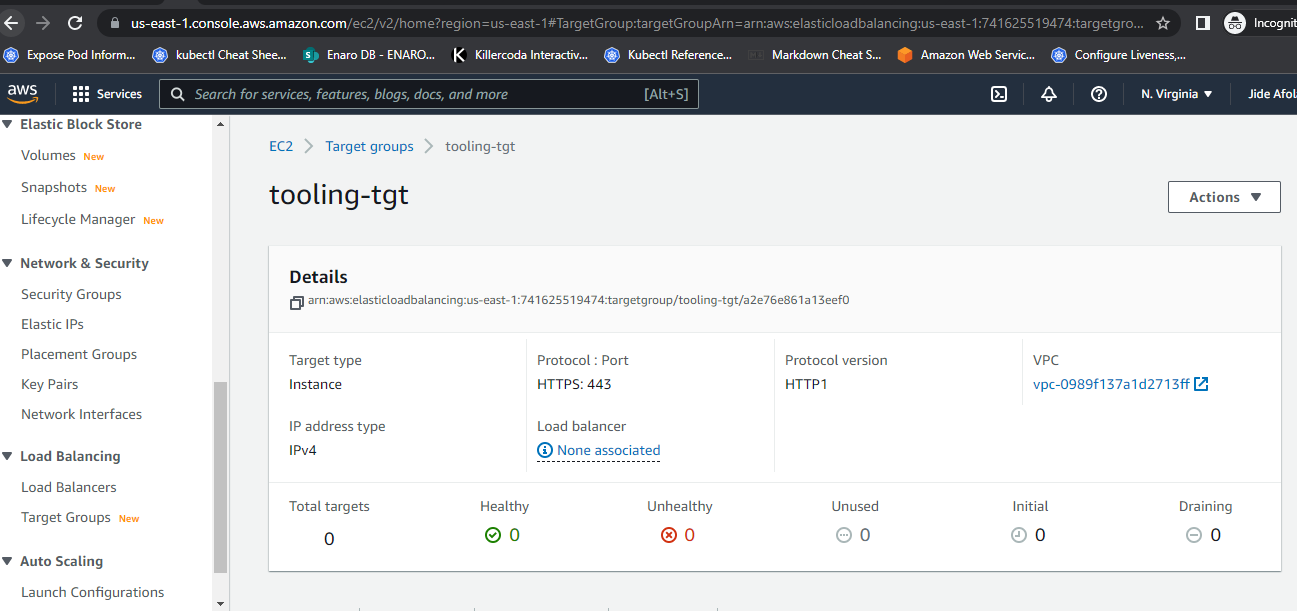 us-east-1.console.aws.amazon.com/ec2/v2/home?region=us-east-1#TargetGroup:targetGroupArn=arn:aws:elasticloadbalancing:us-east-1:741625519474:targetgro... Incognit
Expose Pod Inform... kubectl Cheat Shee... S Enaro DB - ENARO... K Killercoda Interactiv... Kubectl Reference... Markdown Cheat S... Amazon Web Servic... Configure Liveness,...
aws Services Search for services, features, blogs, docs, and more [Alt+S] N. Virginia Jide Afol
Elastic Block Store
Volumes New
Snapshots New
Lifecycle Manager New
Network & Security
Security Groups
Elastic IPs
Placement Groups
Key Pairs
Network Interfaces
Load Balancing
Load Balancers
Target Groups New
Auto Scaling
Launch Configurations
EC2 Target groups tooling-tgt
tooling-tgt
Actions
Details
arn:aws:elasticloadbalancing:us-east-1:741625519474:targetgroup/tooling-tgt/a2e76e861a13eef0
Target type Protocol : Port Protocol version VPC
Instance HTTPS: 443 HTTP1 vpc-0989f137a1d2713ff
IP address type Load balancer
IPv4 None associated
Total targets Healthy Unhealthy Unused Initial Draining
0 0 0 0 0 0